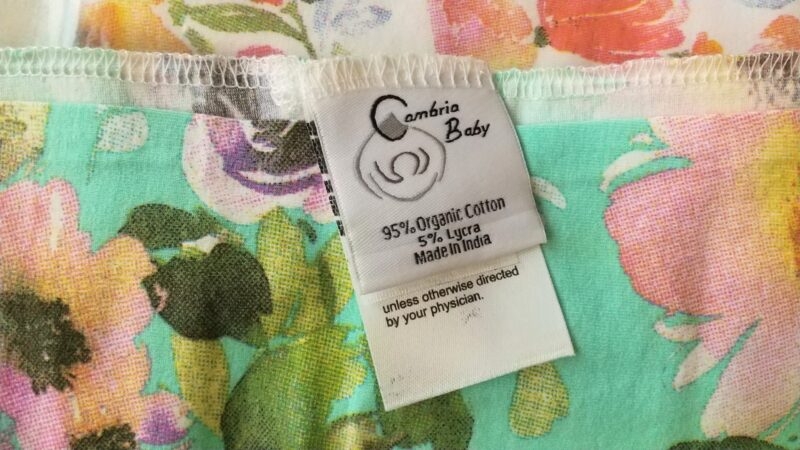 Cambria
Baby
95% Organic Cotton
5% Lycra
Made In India
unless otherwise directed
by your physician.